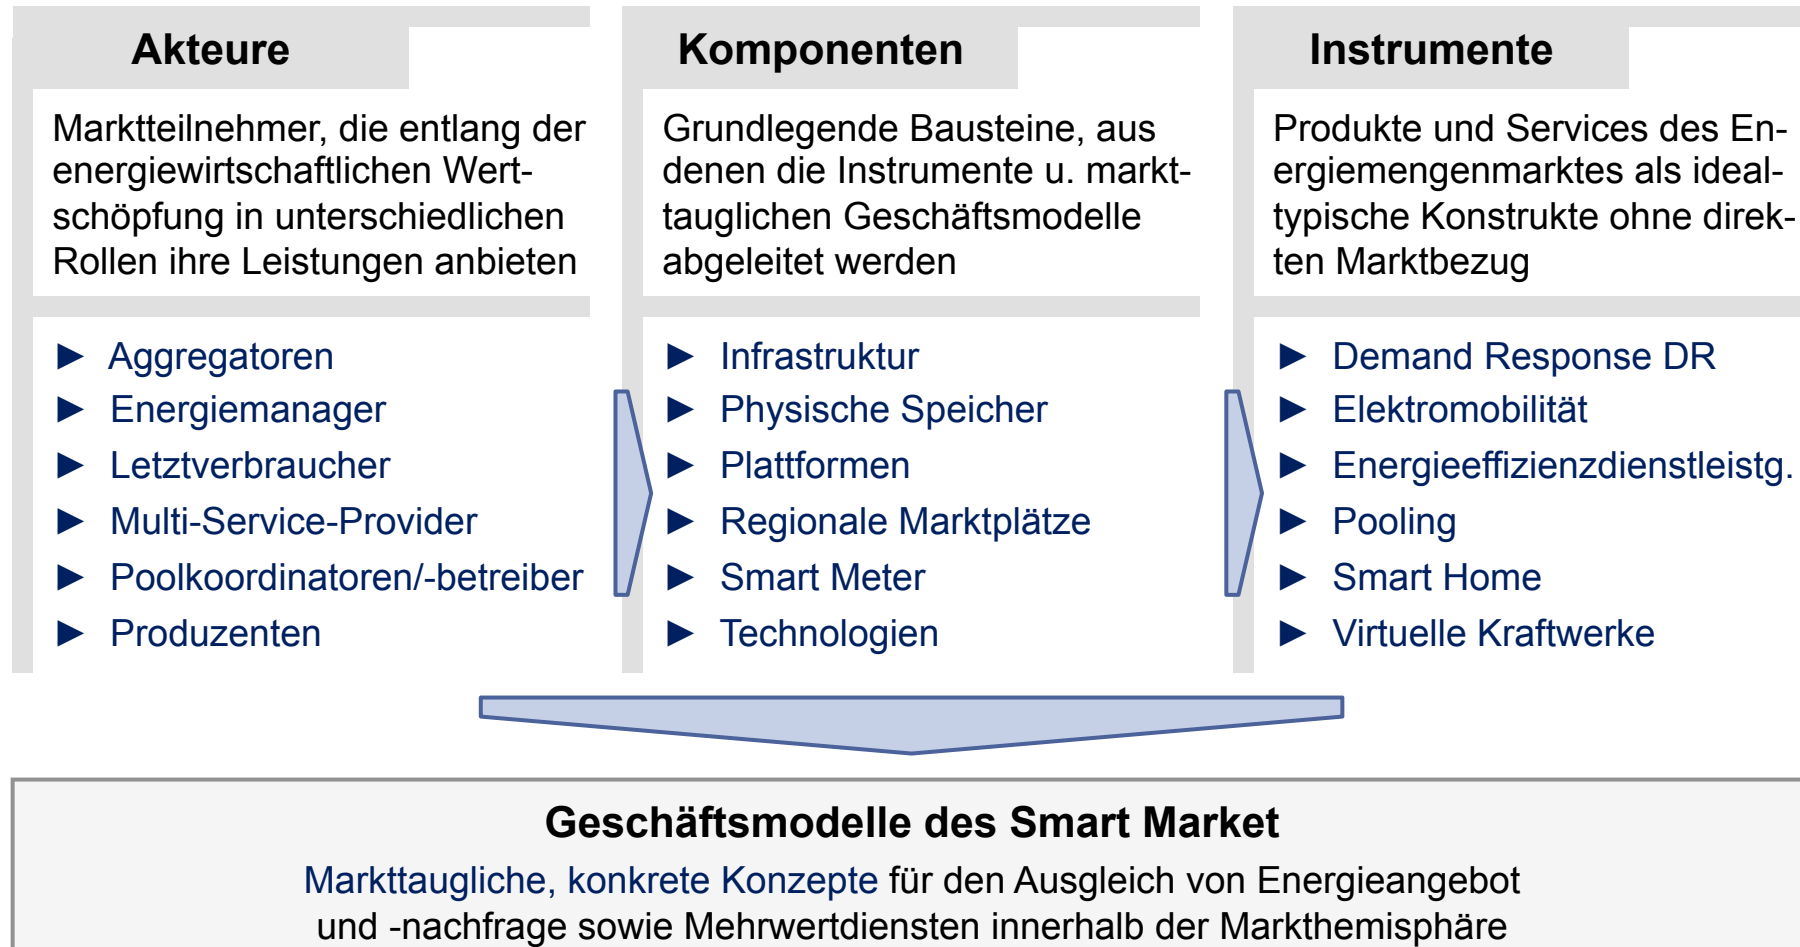 Akteure
Marktteilnehmer, die entlang der
energiewirtschaftlichen Wert-
schöpfung in unterschiedlichen
Rollen ihre Leistungen anbieten
► Aggregatoren
► Energiemanager
► Letztverbraucher
► Multi-Service-Provider
► Poolkoordinatoren/-betreiber
► Produzenten
Komponenten
Grundlegende Bausteine, aus
denen die Instrumente u. markt-
tauglichen Geschäftsmodelle
abgeleitet werden
► Infrastruktur
► Physische Speicher
► Plattformen
► Regionale Marktplätze
► Smart Meter
► Technologien
Instrumente
Produkte und Services des En-
ergiemengenmarktes als ideal-
typische Konstrukte ohne direk-
ten Marktbezug
► Demand Response DR
► Elektromobilität
► Energieeffizienzdienstleistg.
► Pooling
► Smart Home
► Virtuelle Kraftwerke
Geschäftsmodelle des Smart Market
Markttaugliche, konkrete Konzepte für den Ausgleich von Energieangebot
und -nachfrage sowie Mehrwertdiensten innerhalb der Markthemisphäre